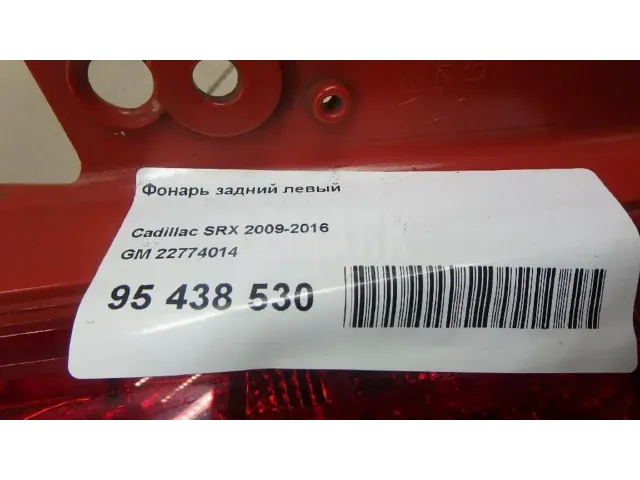 Фонарь задний левый
Cadillac SRX 2009-2016
GM 22774014
95 438 530